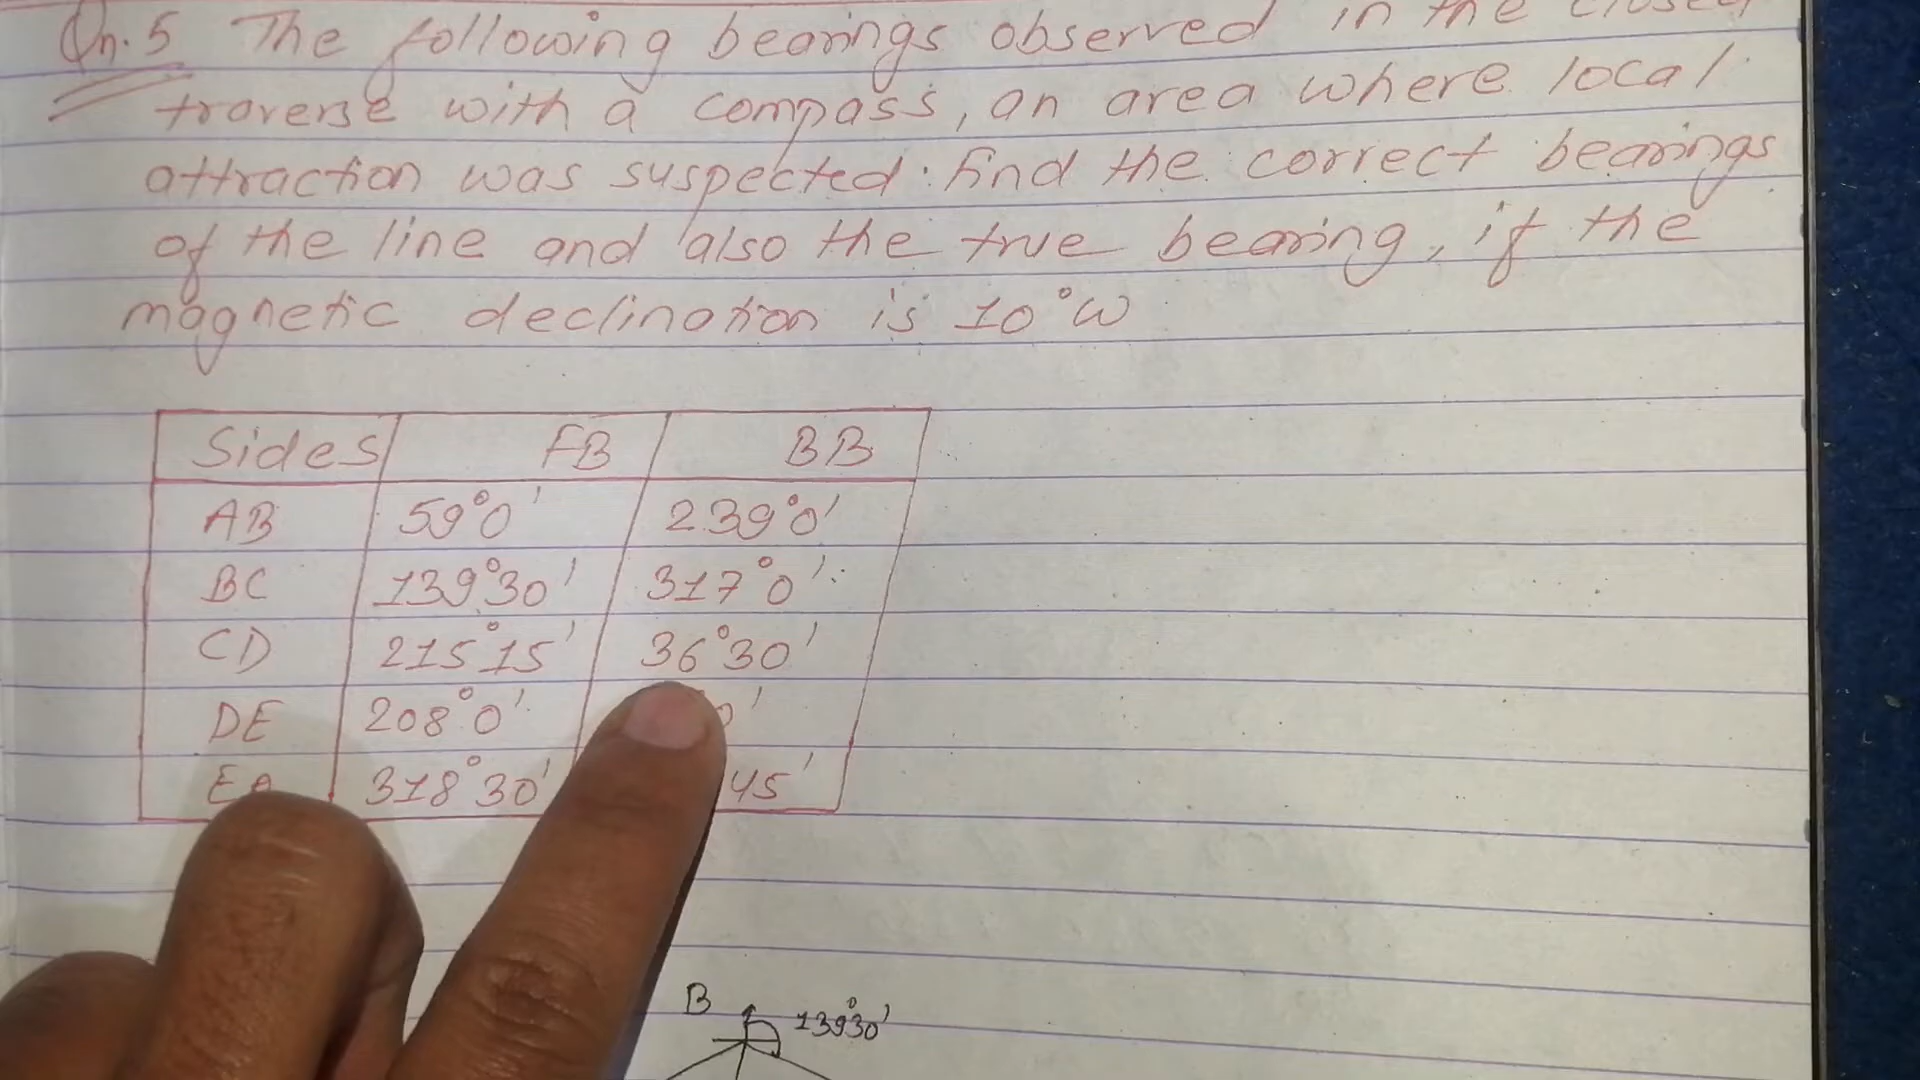 Qn.5 The following bearings observed in the closed
traverse with a compass, an area where local
attraction was suspected. find the correct bearings
of the line and also the true bearing, if the
magnetic declination is 10°W
Sides FB BB
AB 59°0' 239°0'
BC 139°30' 317°0'
CD 215°15' 36°30'
DE 208°0' 0'
EA 318°30' 45'
B 139°30'